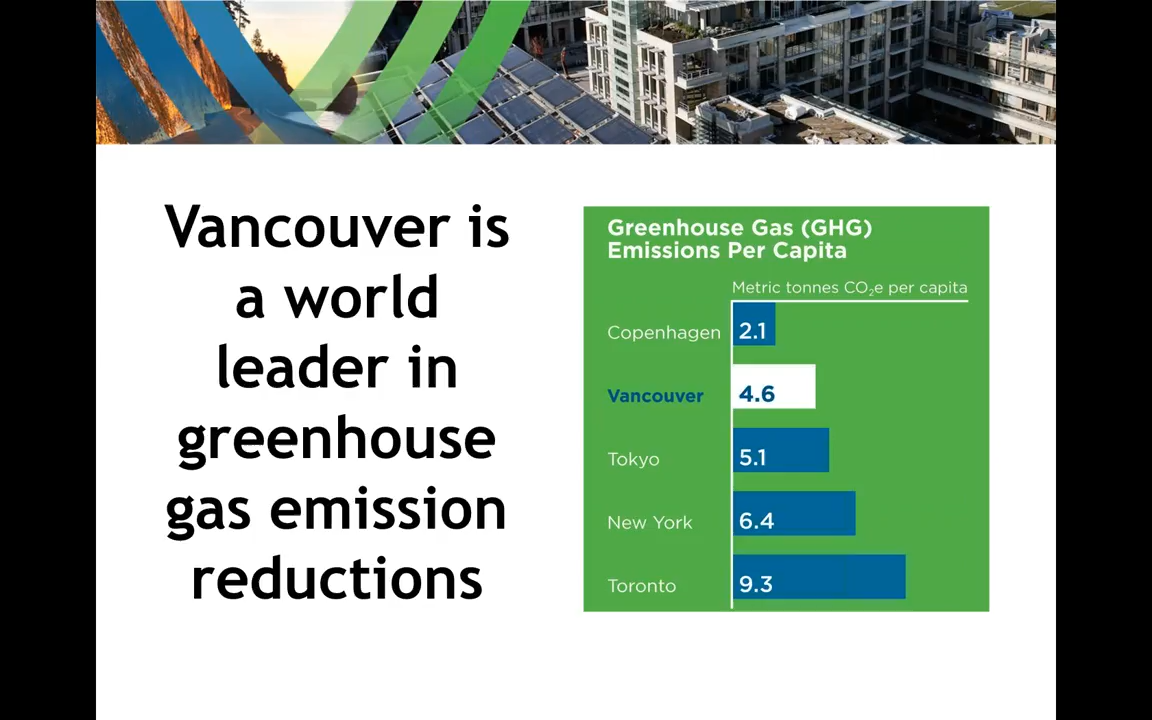 Vancouver is
a world
leader in
greenhouse
gas emission
reductions
Greenhouse Gas (GHG)
Emissions Per Capita
Metric tonnes CO₂e per capita
Copenhagen 2.1
Vancouver 4.6
Tokyo 5.1
New York 6.4
Toronto 9.3